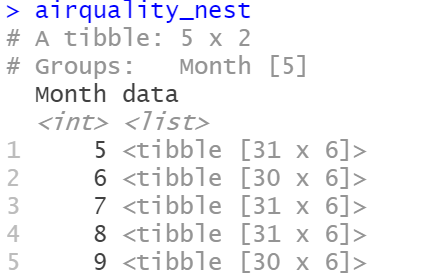 > airquality_nest
# A tibble: 5 x 2
# Groups:   Month [5]
  Month data
  <int> <list>
1     5 <tibble [31 x 6]>
2     6 <tibble [30 x 6]>
3     7 <tibble [31 x 6]>
4     8 <tibble [31 x 6]>
5     9 <tibble [30 x 6]>